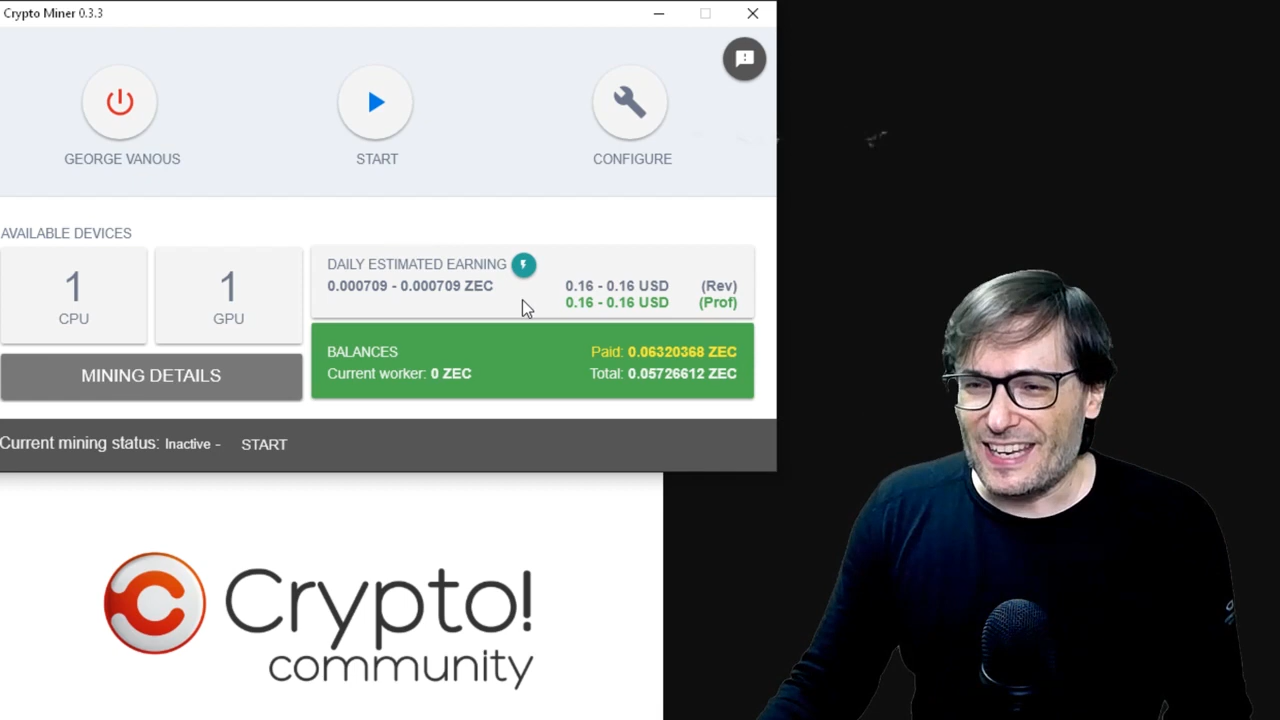 Crypto Miner 0.3.3
GEORGE VANOUS
START
CONFIGURE
AVAILABLE DEVICES
1
CPU
1
GPU
MINING DETAILS
DAILY ESTIMATED EARNING
0.000709 - 0.000709 ZEC
0.16 - 0.16 USD (Rev)
0.16 - 0.16 USD (Prof)
BALANCES
Paid: 0.06320368 ZEC
Current worker: 0 ZEC
Total: 0.05726612 ZEC
Current mining status: Inactive - START
Crypto!
community